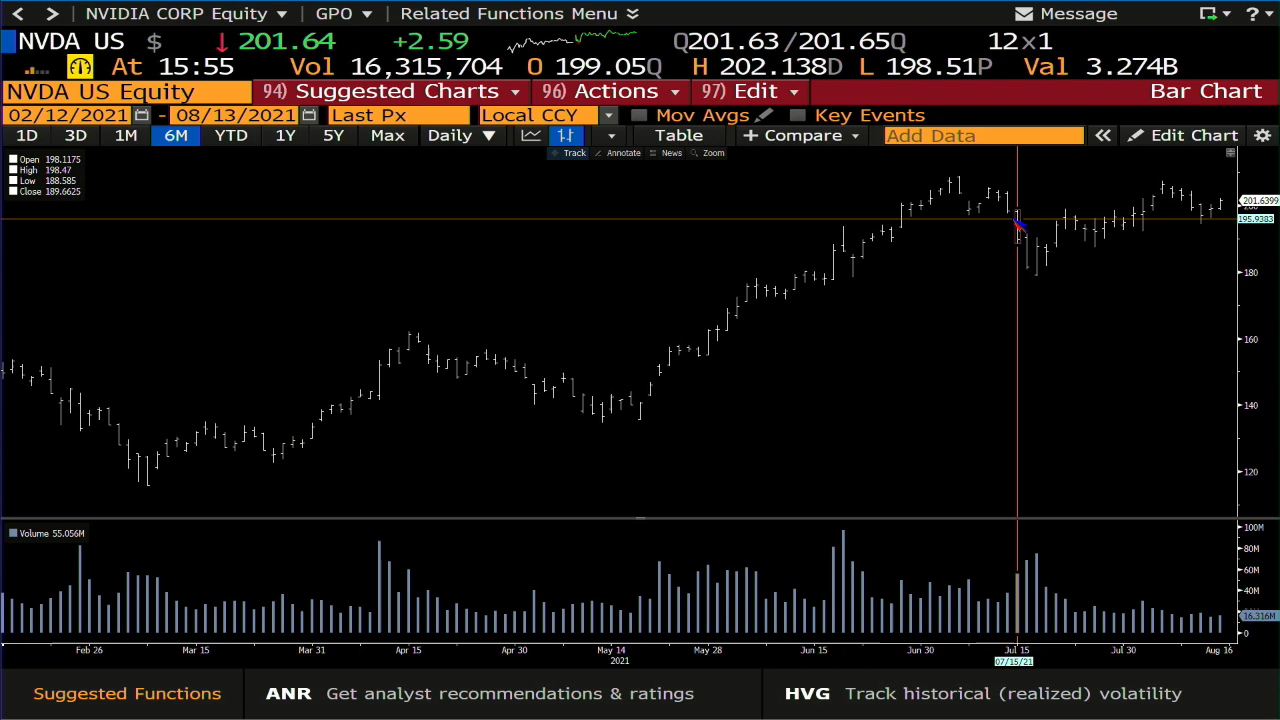 NVIDIA CORP Equity GPO Related Functions Menu Message ?
NVDA US $ ↓ 201.64 +2.59 Q201.63/201.65Q 12x1
At 15:55 Vol 16,315,704 O 199.05Q H 202.138D L 198.51P Val 3.274B
NVDA US Equity 94) Suggested Charts 96) Actions 97) Edit Bar Chart
02/12/2021 - 08/13/2021 Last Px Local CCY Mov Avgs Key Events
1D 3D 1M 6M YTD 1Y 5Y Max Daily ▼ Table + Compare Add Data « Edit Chart
Track Annotate News Zoom
Open 198.1175
High 198.47
Low 188.585
Close 189.6625
201.6399
195.9383
180
160
140
120
Volume 55.056M
100M
80M
60M
40M
16.316M
0
Feb 26 Mar 15 Mar 31 Apr 15 Apr 30 May 14 May 28 Jun 15 Jun 30 Jul 15 Jul 30 Aug 16
2021 07/15/21
Suggested Functions ANR Get analyst recommendations & ratings HVG Track historical (realized) volatility